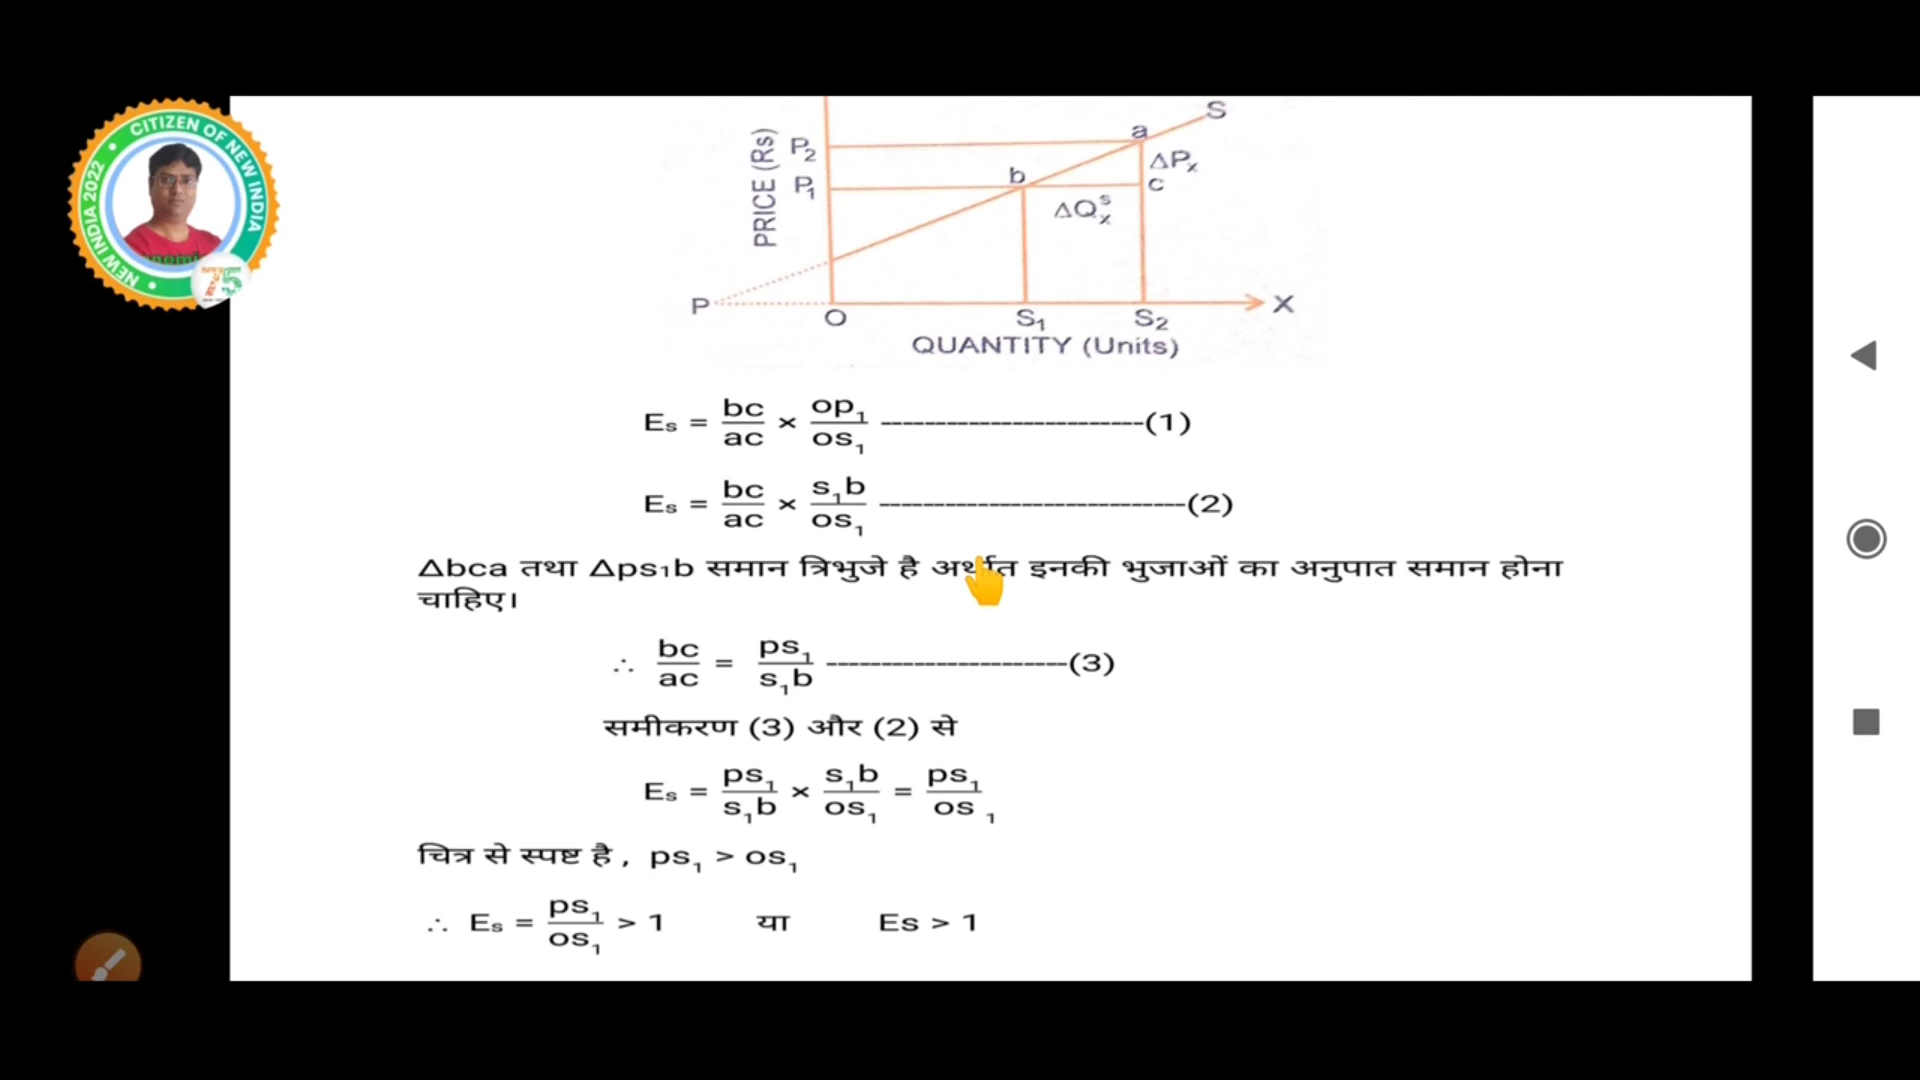 CITIZEN OF NEW INDIA
NEW INDIA 2022
75
S
a
P₂
ΔPₓ
b
P₁
c
ΔQₓˢ
PRICE (Rs)
P
O
S₁
S₂
X
QUANTITY (Units)
Eₛ = bc/ac × op₁/os₁ ------------------------(1)
Eₛ = bc/ac × s₁b/os₁ ----------------------------(2)
Δbca तथा Δps₁b समान त्रिभुजे है अर्थात इनकी भुजाओं का अनुपात समान होना
चाहिए।
∴ bc/ac = ps₁/s₁b ----------------------(3)
समीकरण (3) और (2) से
Eₛ = ps₁/s₁b × s₁b/os₁ = ps₁/os₁
चित्र से स्पष्ट है , ps₁ > os₁
∴ Eₛ = ps₁/os₁ > 1 या Es > 1